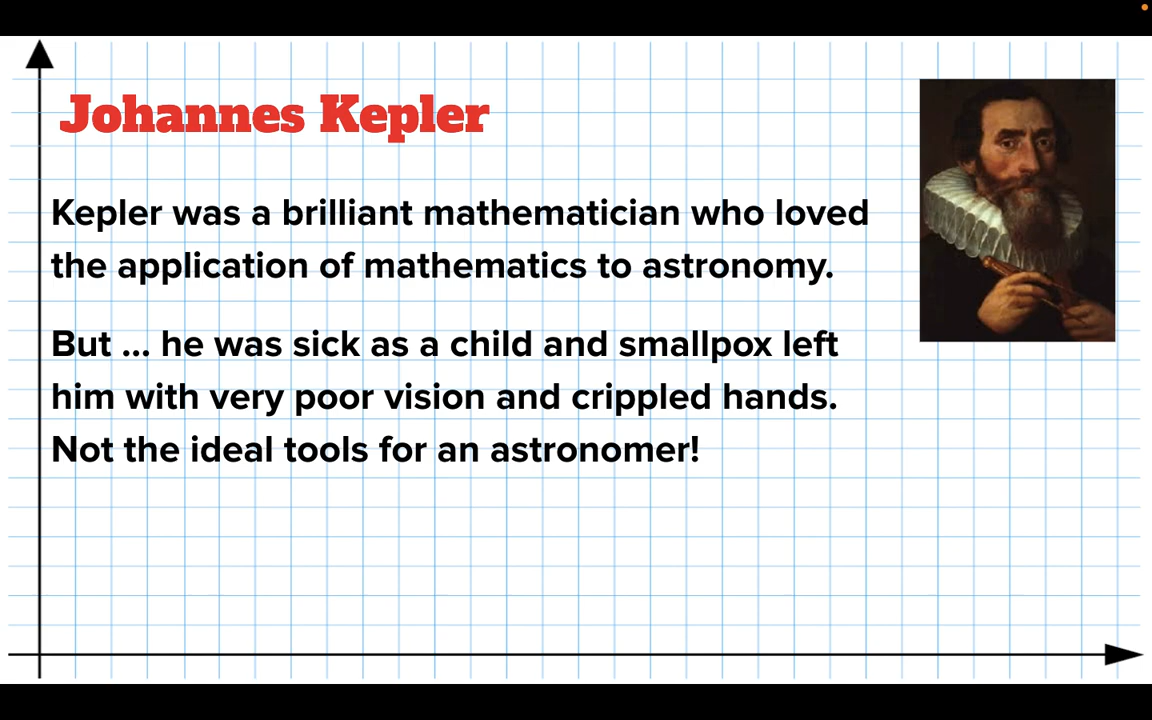 Johannes Kepler
Kepler was a brilliant mathematician who loved
the application of mathematics to astronomy.
But ... he was sick as a child and smallpox left
him with very poor vision and crippled hands.
Not the ideal tools for an astronomer!